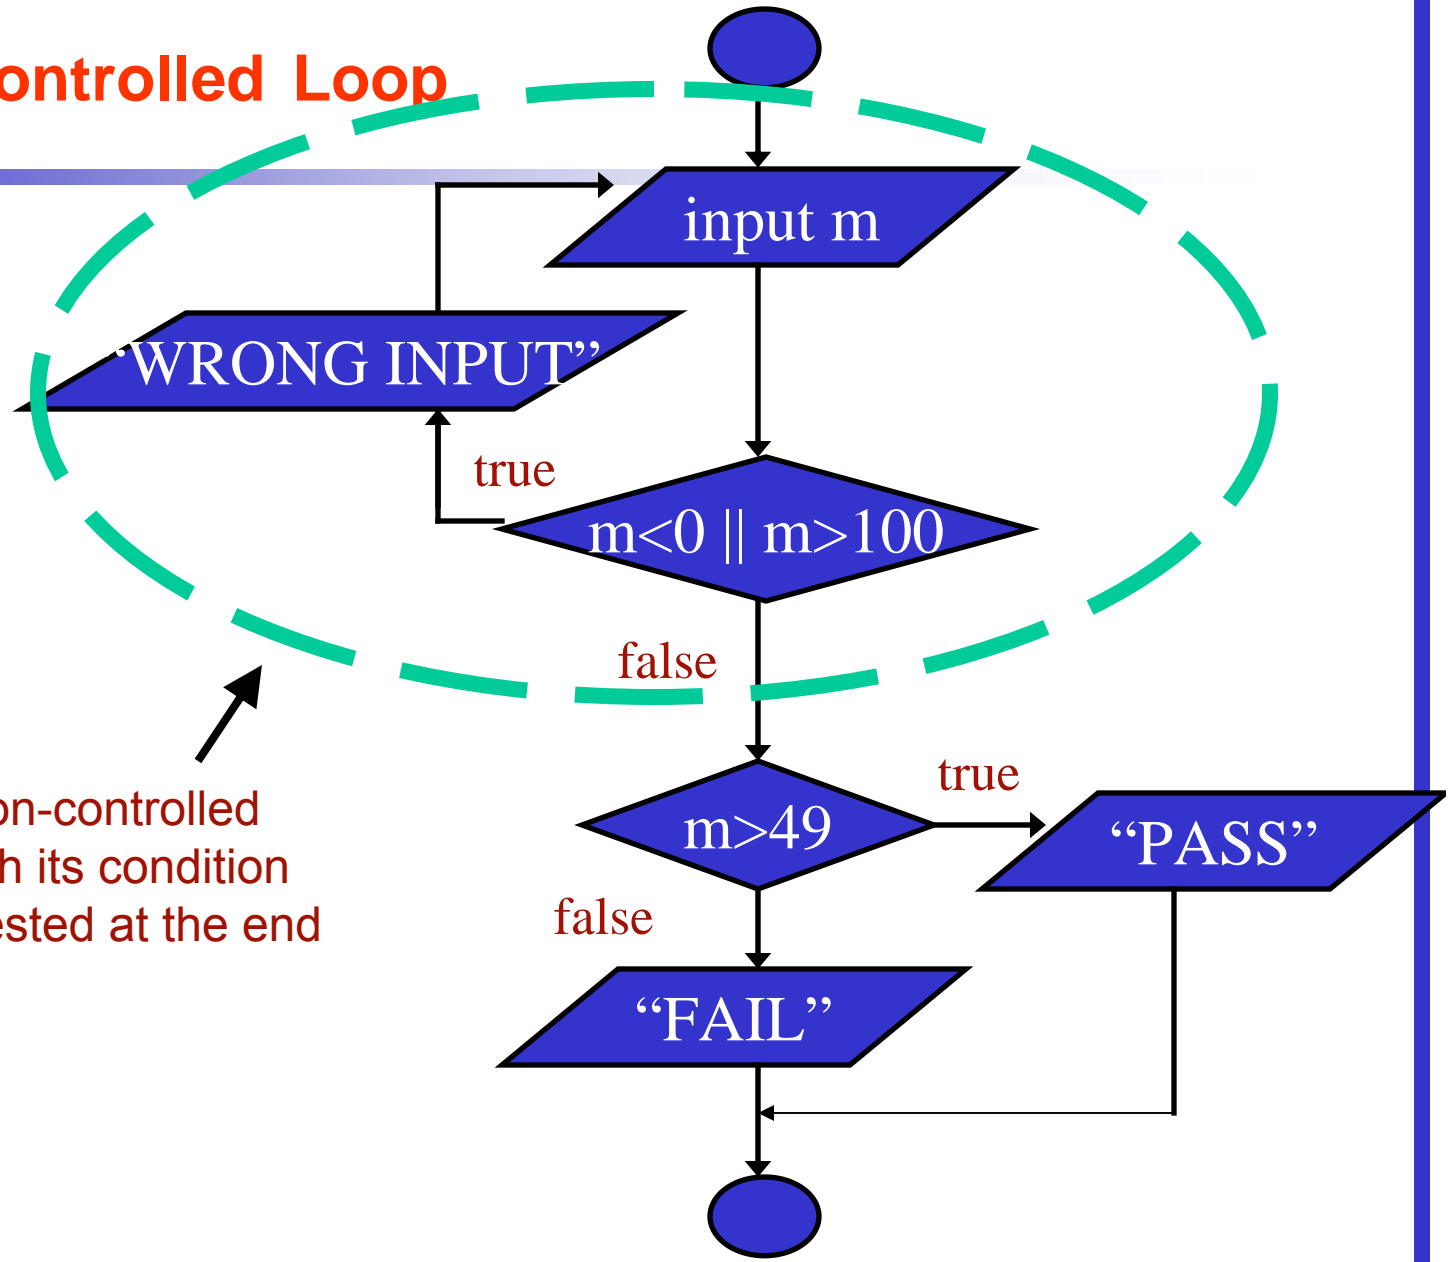 ontrolled Loop
input m
“WRONG INPUT”
true
m<0 || m>100
false
true
m>49
“PASS”
on-controlled
h its condition
ested at the end
false
“FAIL”